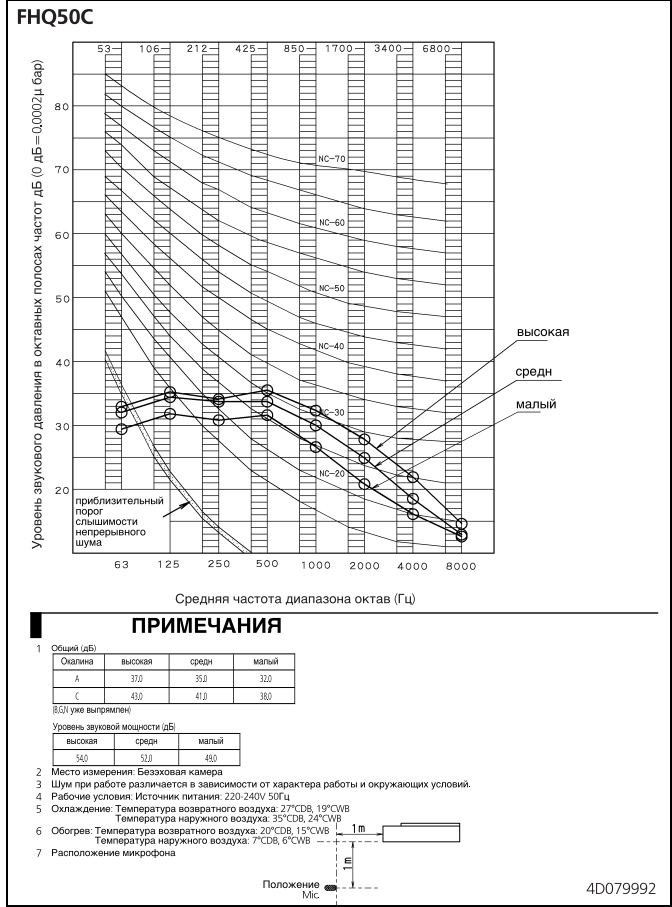 FHQ50C
53 106 212 425 850 1700 3400 6800
Уровень звукового давления в октавных полосах частот дБ (0 дБ=0,0002μ бар)
80
70
60
50
40
30
20
NC-70
NC-60
NC-50
NC-40
NC-30
NC-20
высокая
средн
малый
приблизительный
порог
слышимости
непрерывного
шума
63 125 250 500 1000 2000 4000 8000
Средняя частота диапазона октав (Гц)
ПРИМЕЧАНИЯ
1 Общий (дБ)
Окалина высокая средн малый
A 37,0 35,0 32,0
C 43,0 41,0 38,0
(B,G,N уже выпрямлен)
Уровень звуковой мощности (дБ)
высокая средн малый
54,0 52,0 49,0
2 Место измерения: Безэховая камера
3 Шум при работе различается в зависимости от характера работы и окружающих условий.
4 Рабочие условия: Источник питания: 220-240V 50Гц
5 Охлаждение: Температура возвратного воздуха: 27°CDB, 19°CWB
Температура наружного воздуха: 35°CDB, 24°CWB
6 Обогрев: Температура возвратного воздуха: 20°CDB, 15°CWB
Температура наружного воздуха: 7°CDB, 6°CWB
7 Расположение микрофона
1m
1m
Положение
Mic.
4D079992